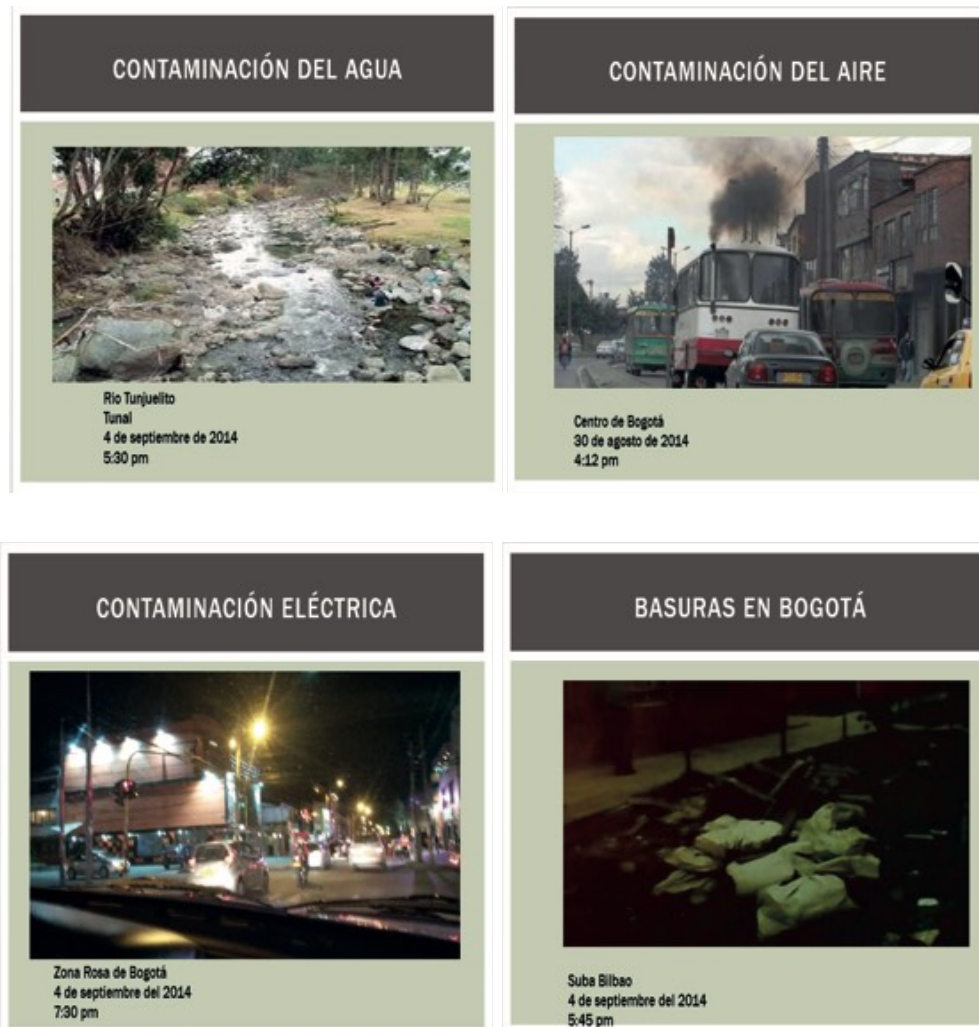 CONTAMINACIÓN DEL AGUA
Rio Tunjuelito
Tunal
4 de septiembre de 2014
5:30 pm
CONTAMINACIÓN DEL AIRE
Centro de Bogotá
30 de agosto de 2014
4:12 pm
CONTAMINACIÓN ELÉCTRICA
Zona Rosa de Bogotá
4 de septiembre del 2014
7:30 pm
BASURAS EN BOGOTÁ
Suba Bilbao
4 de septiembre del 2014
5:45 pm